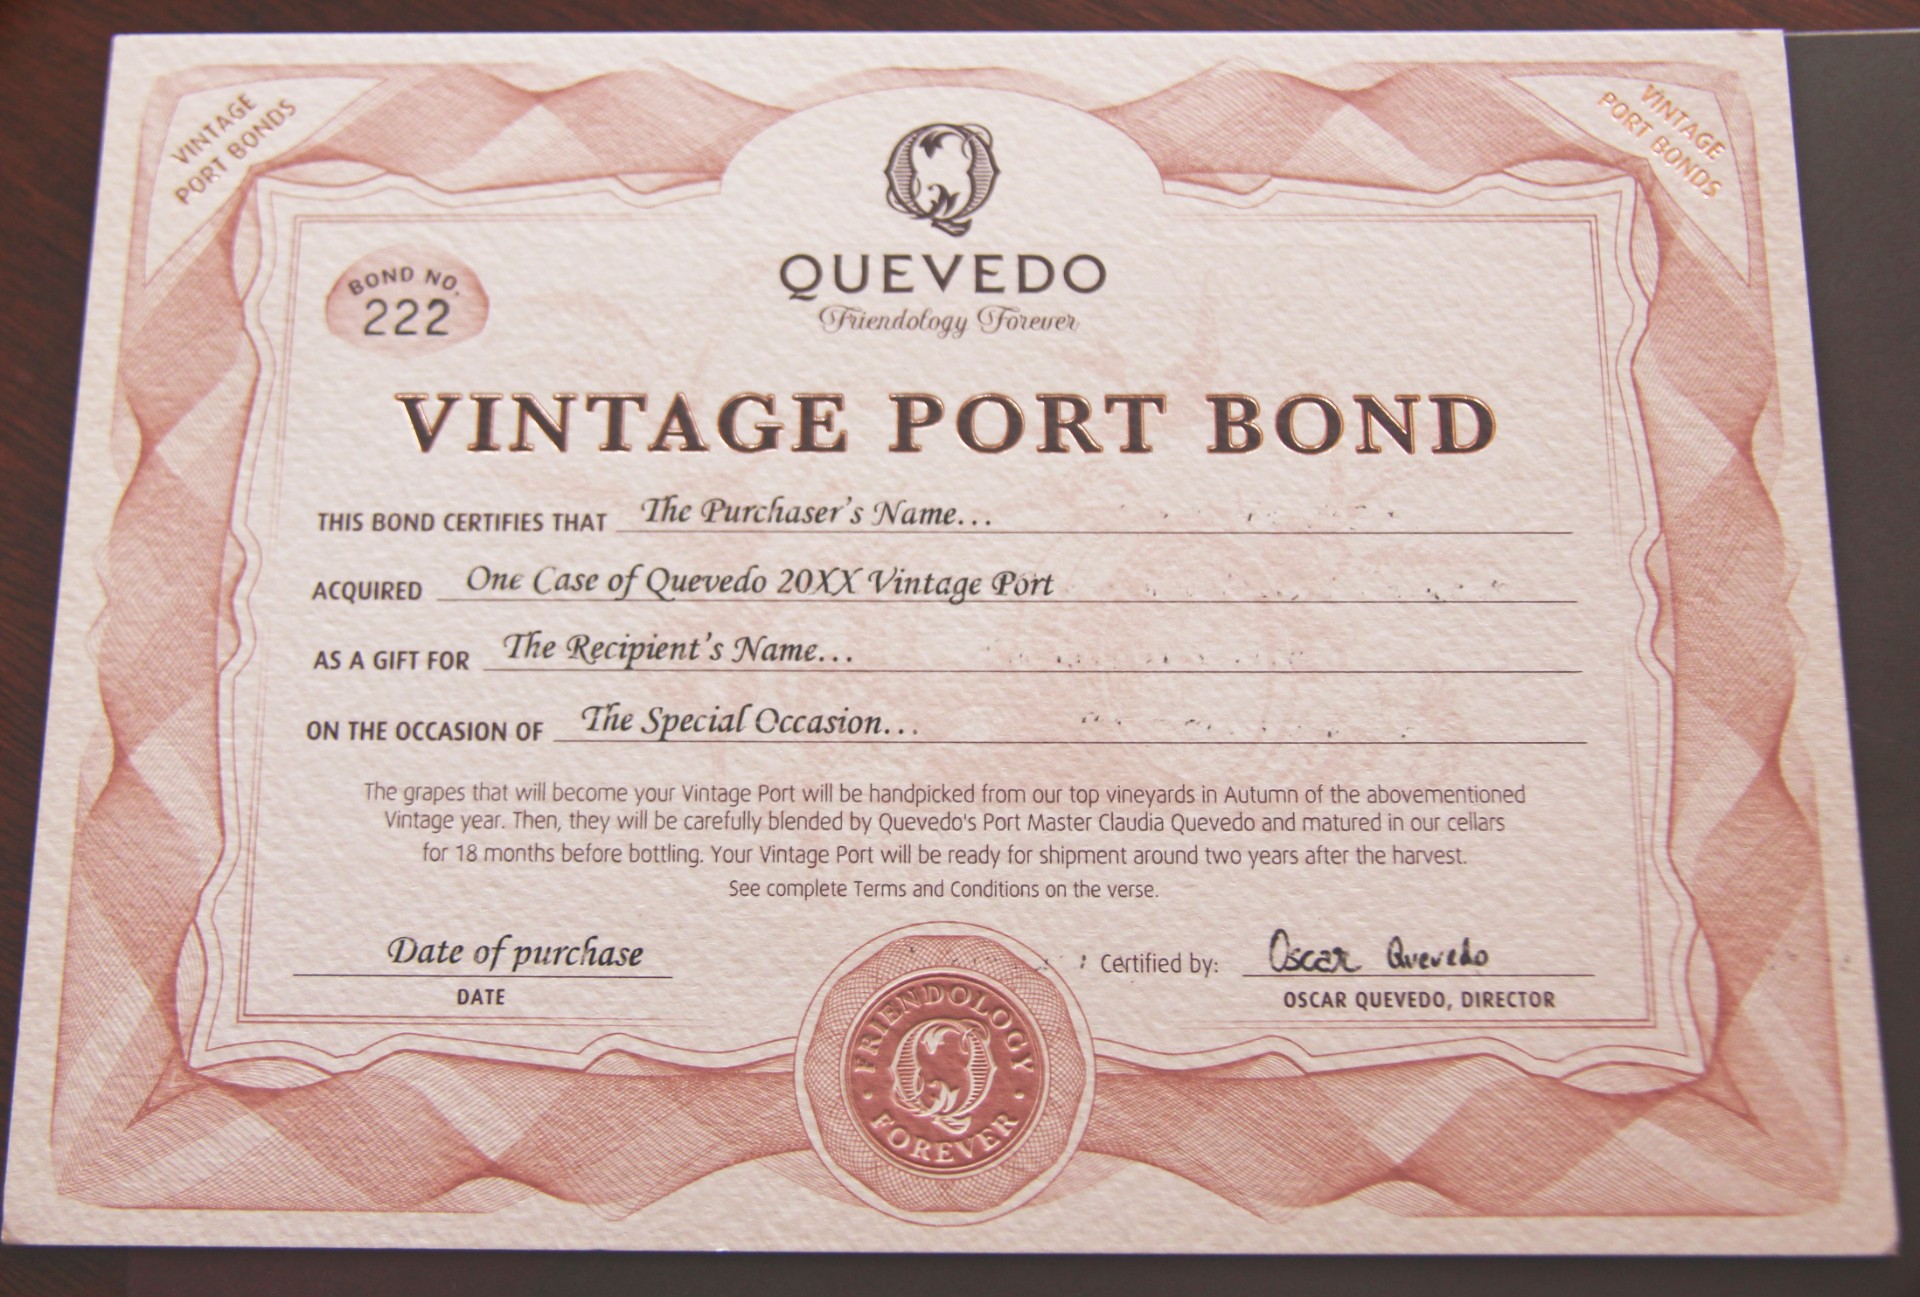 VINTAGE
PORT BONDS
VINTAGE
PORT BONDS
QUEVEDO
Friendology Forever
BOND NO.
222
VINTAGE PORT BOND
THIS BOND CERTIFIES THAT The Purchaser's Name...
ACQUIRED One Case of Quevedo 20XX Vintage Port
AS A GIFT FOR The Recipient's Name...
ON THE OCCASION OF The Special Occasion...
The grapes that will become your Vintage Port will be handpicked from our top vineyards in Autumn of the abovementioned
Vintage year. Then, they will be carefully blended by Quevedo's Port Master Claudia Quevedo and matured in our cellars
for 18 months before bottling. Your Vintage Port will be ready for shipment around two years after the harvest.
See complete Terms and Conditions on the verse.
Date of purchase
DATE
Certified by: Oscar Quevedo
OSCAR QUEVEDO, DIRECTOR
FRIENDOLOGY
FOREVER